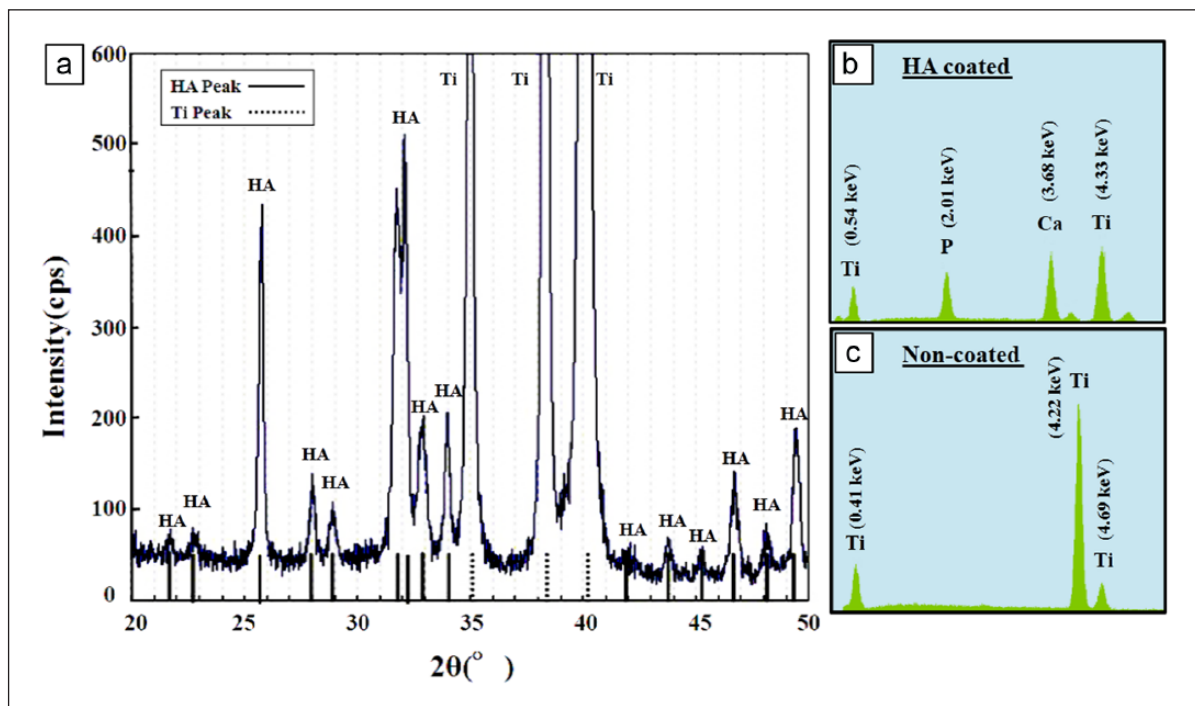 a
600
500
400
300
200
100
0
Intensity(cps)
HA Peak
Ti Peak
HA
HA
HA
HA
HA
HA
HA
HA
Ti
Ti
Ti
HA
HA
HA
HA
HA
HA
20 25 30 35 40 45 50
2θ(°)
b
HA coated
Ti (0.54 keV)
P (2.01 keV)
Ca (3.68 keV)
Ti (4.33 keV)
c
Non-coated
Ti (0.41 keV)
Ti (4.22 keV)
Ti (4.69 keV)